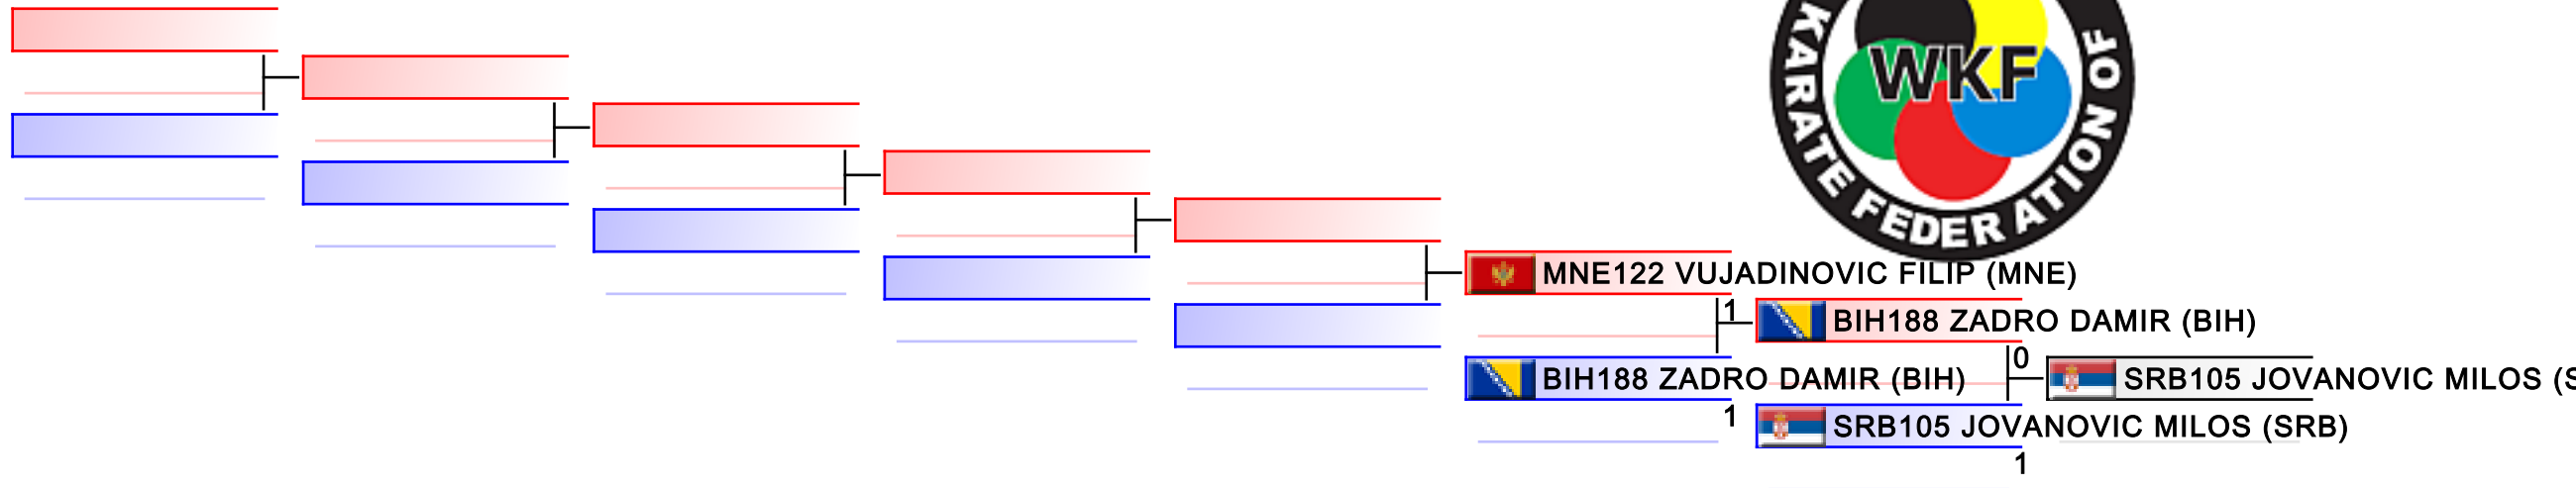 WKF
KARATE FEDERATION OF
MNE122 VUJADINOVIC FILIP (MNE)
1
BIH188 ZADRO DAMIR (BIH)
0
BIH188 ZADRO DAMIR (BIH)
SRB105 JOVANOVIC MILOS (S
1
SRB105 JOVANOVIC MILOS (SRB)
1